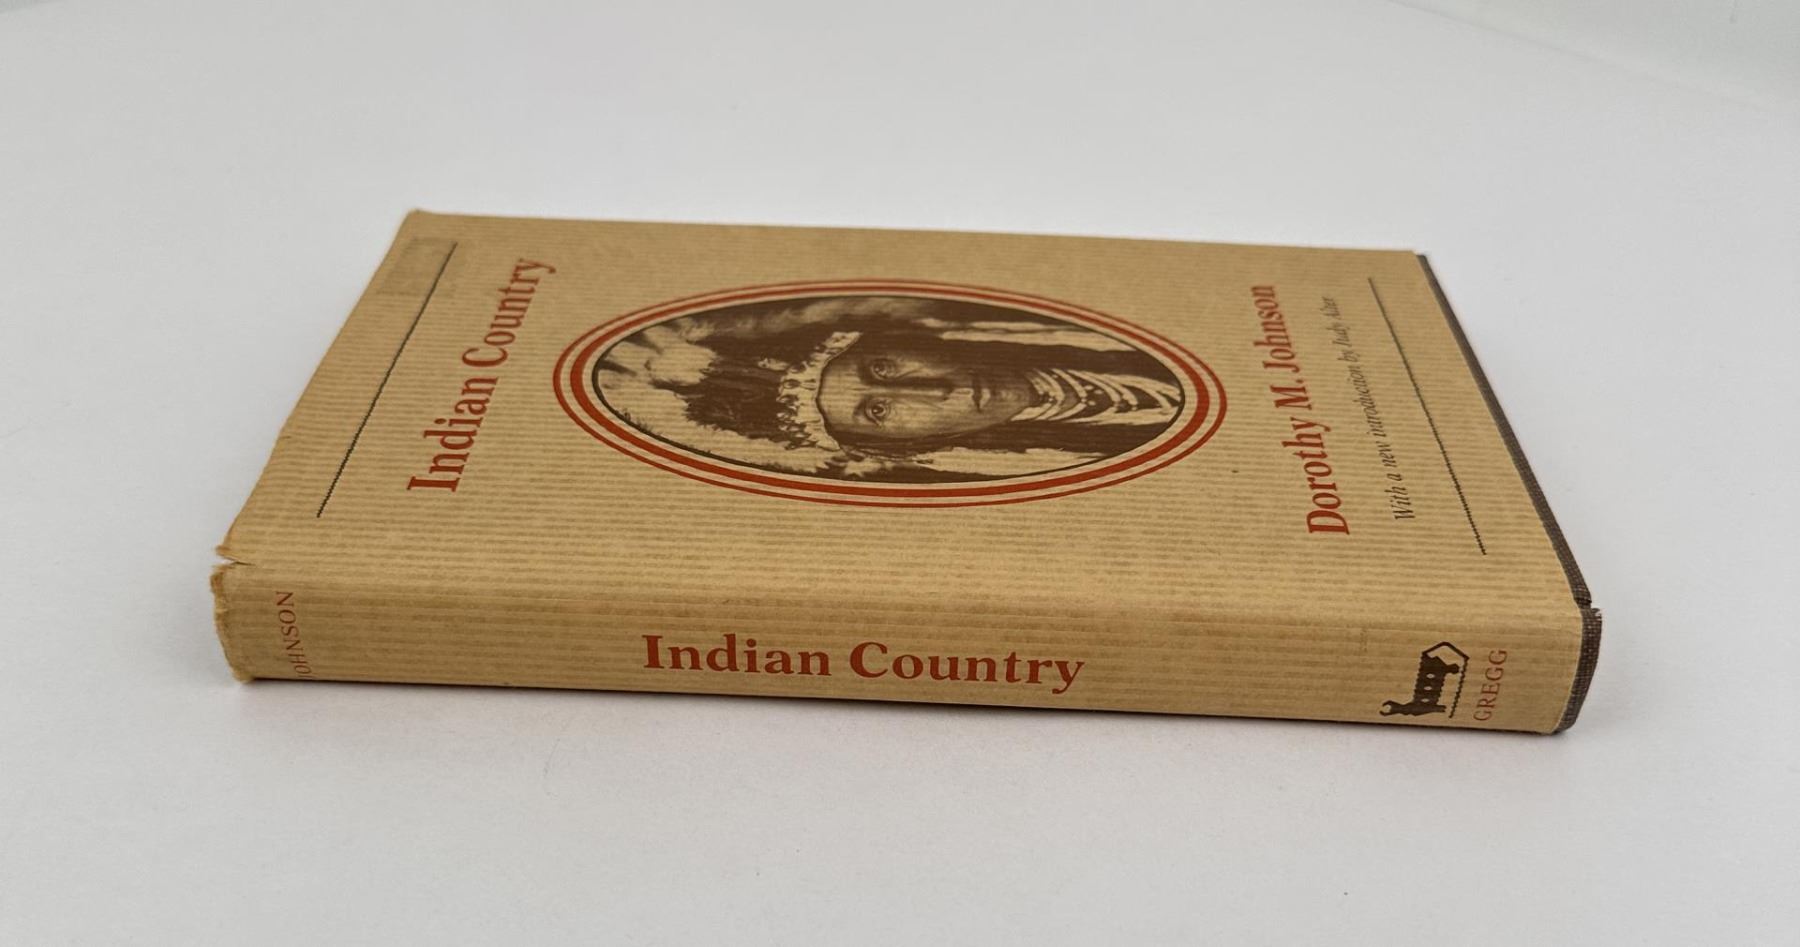 Indian Country
Dorothy M. Johnson
With a new introduction by Judy Alter
JOHNSON
Indian Country
GREGG